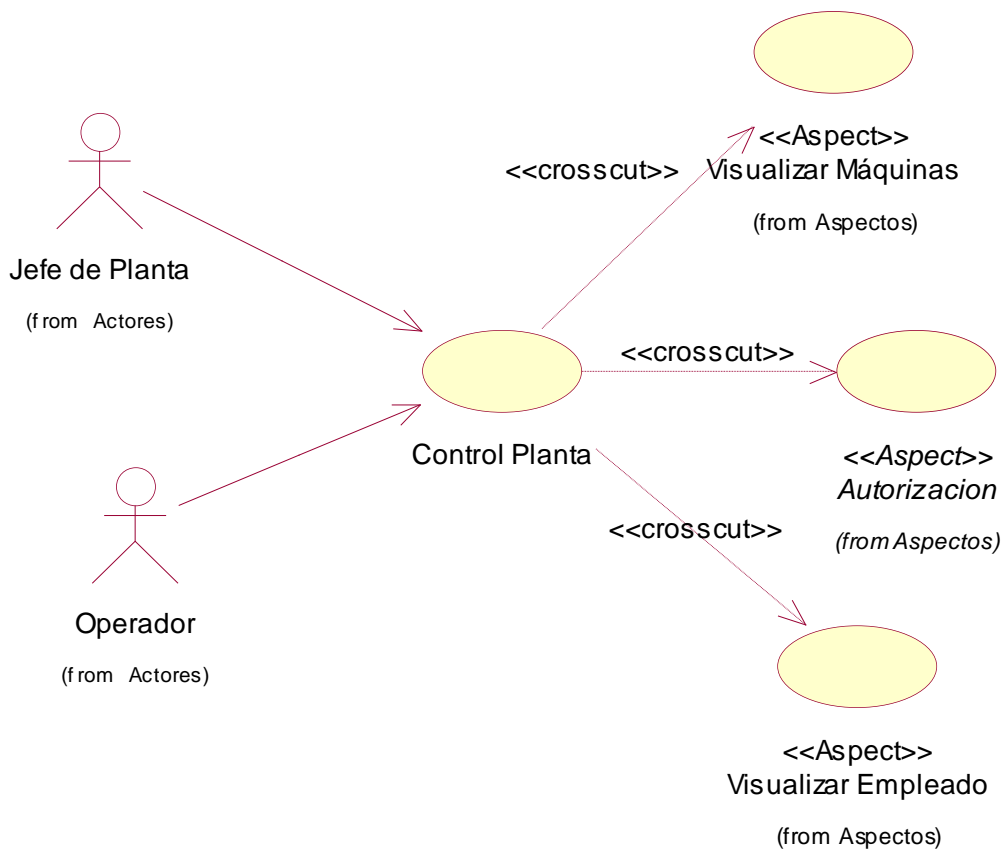 <<Aspect>>
<<crosscut>>
Visualizar Máquinas
(from Aspectos)
Jefe de Planta
(from Actores)
<<crosscut>>
Control Planta
<<Aspect>>
Autorizacion
(from Aspectos)
<<crosscut>>
Operador
(from Actores)
<<Aspect>>
Visualizar Empleado
(from Aspectos)